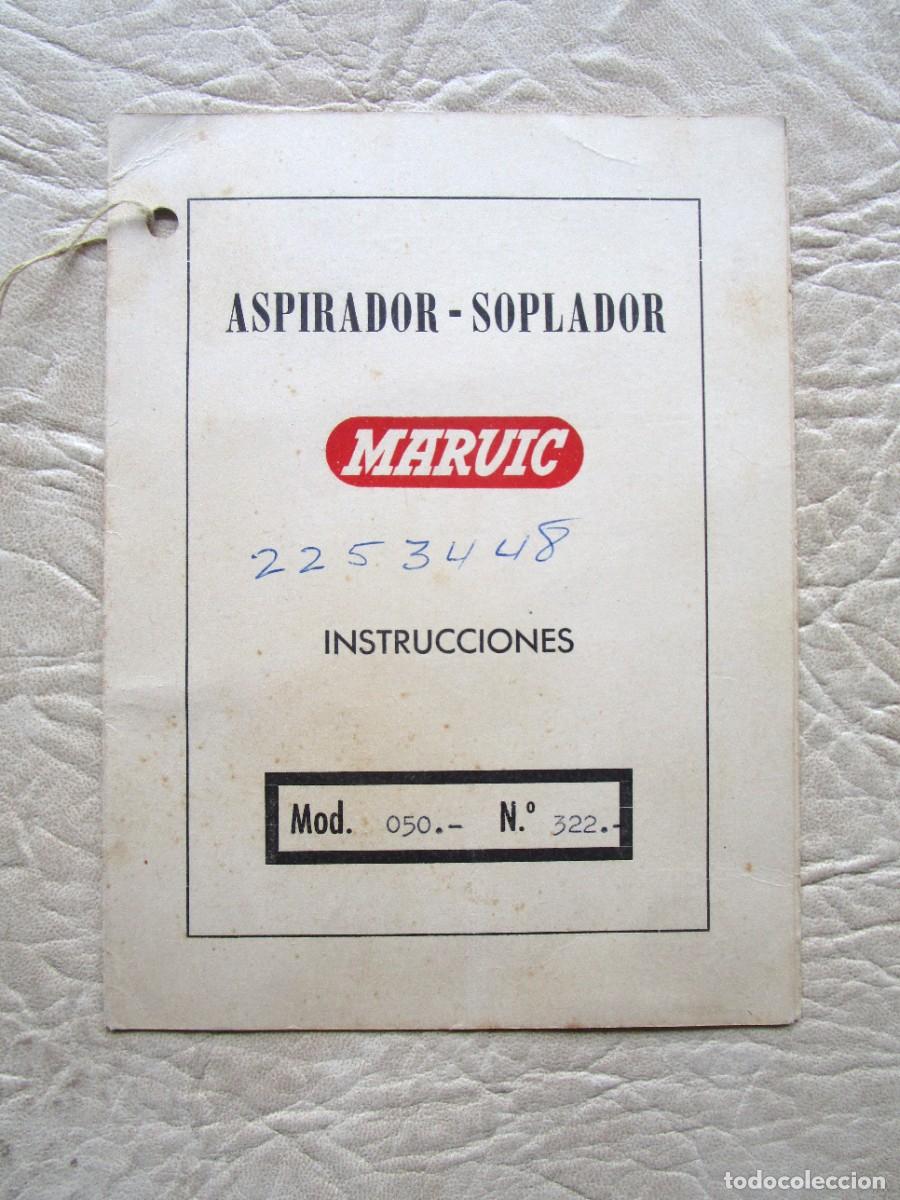 ASPIRADOR - SOPLADOR
MARVIC
2253448
INSTRUCCIONES
Mod. 050.- N.º 322.-
todocoleccion